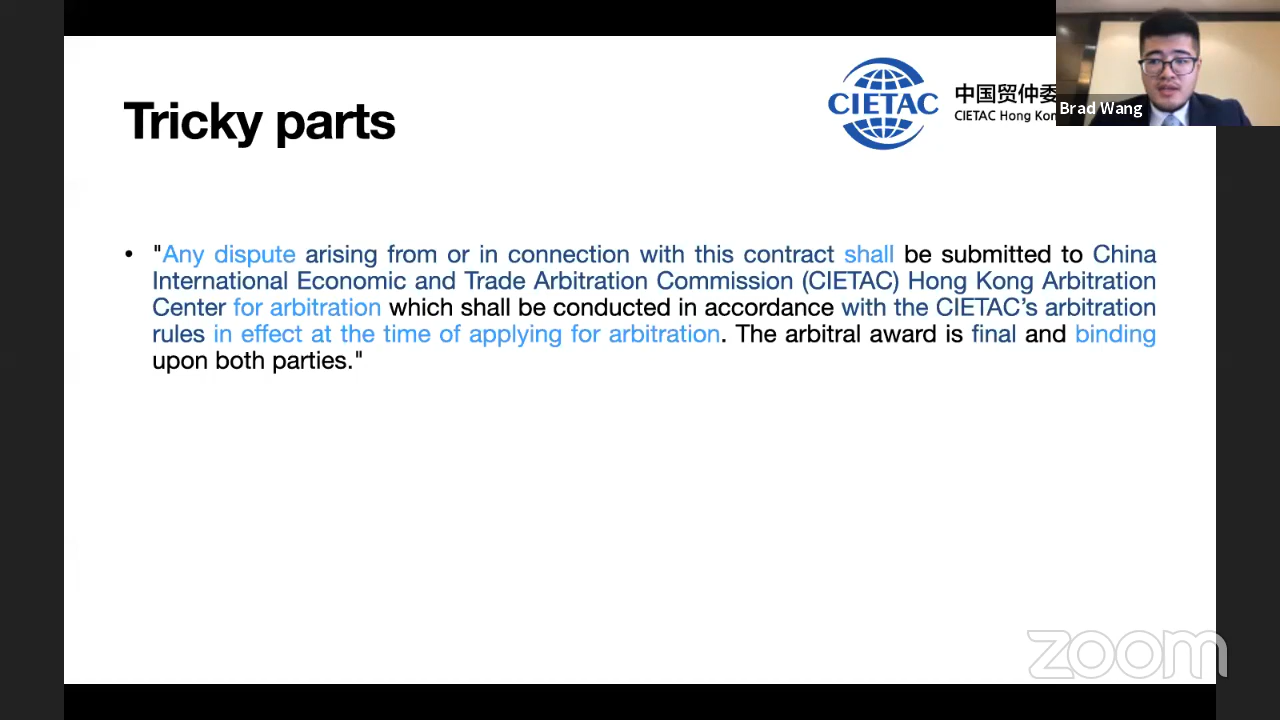 Tricky parts
CIETAC
中国贸仲委
CIETAC Hong Kon
Brad Wang
• "Any dispute arising from or in connection with this contract shall be submitted to China
International Economic and Trade Arbitration Commission (CIETAC) Hong Kong Arbitration
Center for arbitration which shall be conducted in accordance with the CIETAC’s arbitration
rules in effect at the time of applying for arbitration. The arbitral award is final and binding
upon both parties."
zoom